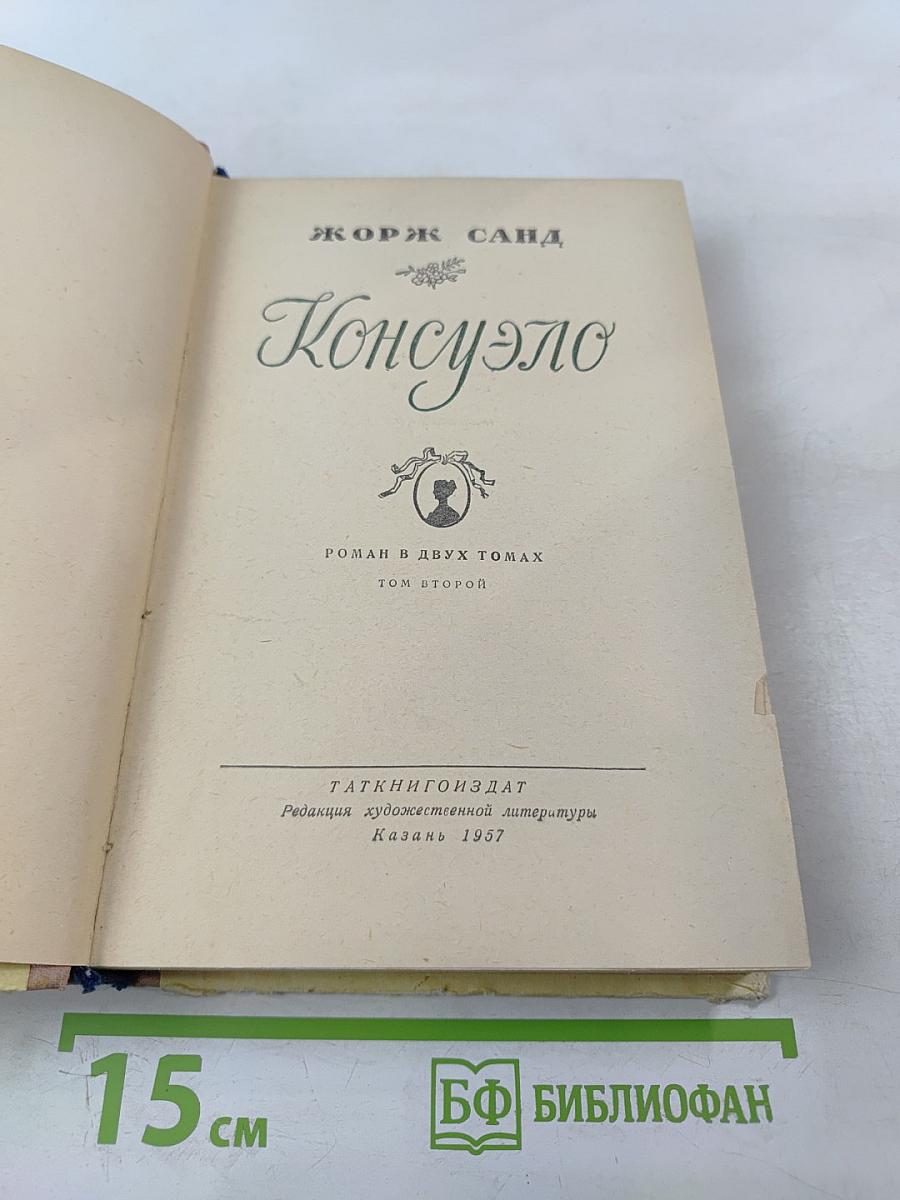 ЖОРЖ САНД
Консуэло
РОМАН В ДВУХ ТОМАХ
ТОМ ВТОРОЙ
ТАТКНИГОИЗДАТ
Редакция художественной литературы
Казань 1957
15 см
БФ БИБЛИОФАН